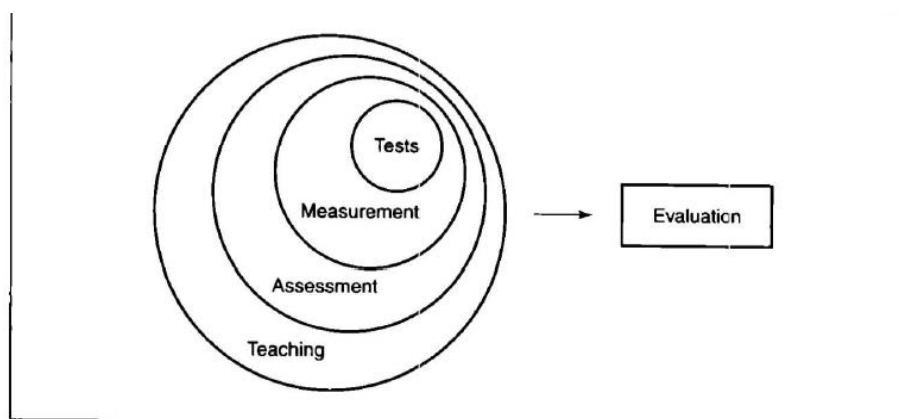 Tests
Measurement
Evaluation
Assessment
Teaching